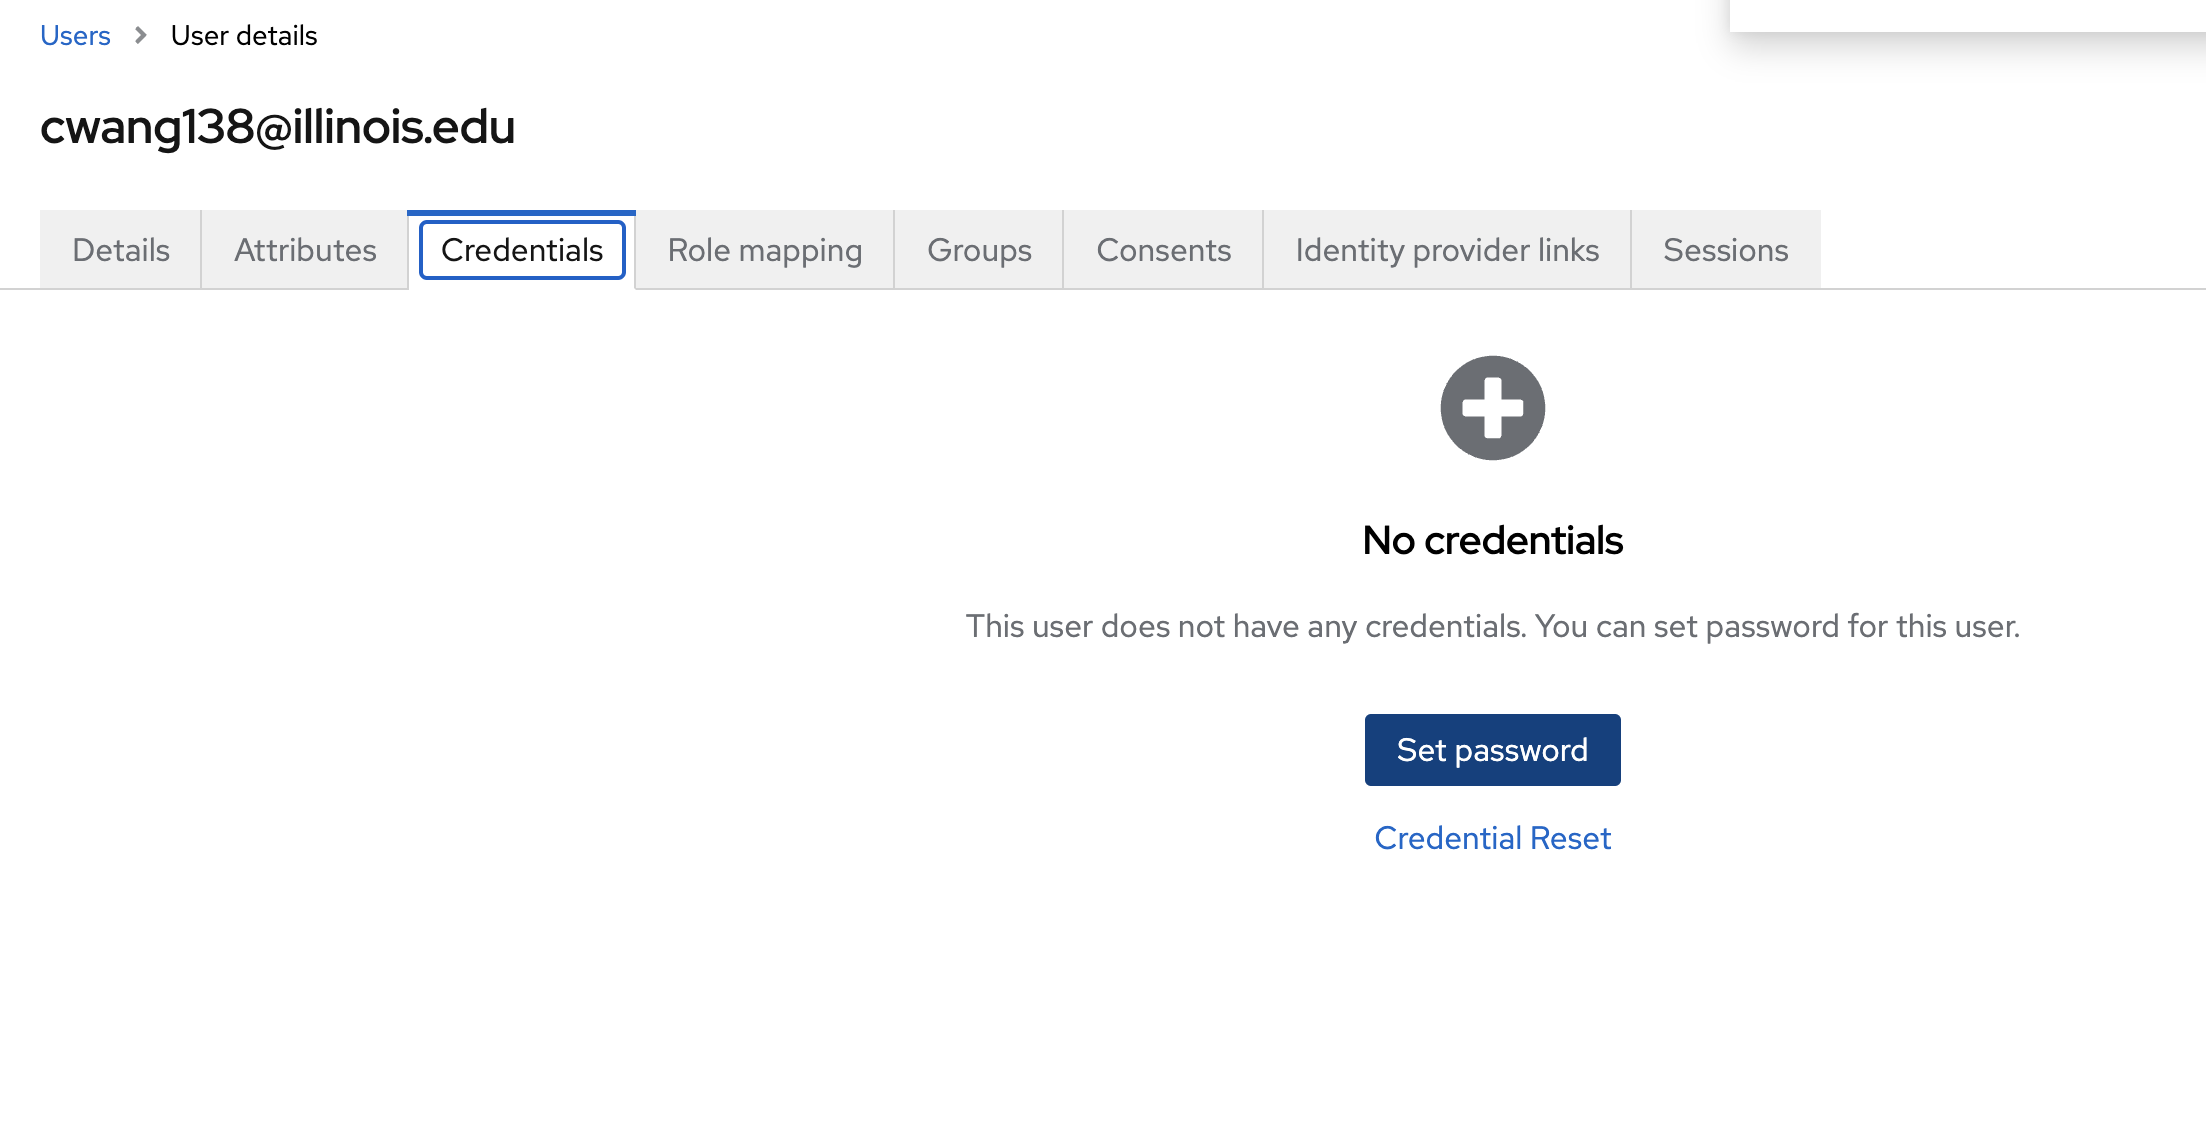 Users > User details
cwang138@illinois.edu
Details Attributes Credentials Role mapping Groups Consents Identity provider links Sessions
No credentials
This user does not have any credentials. You can set password for this user.
Set password
Credential Reset